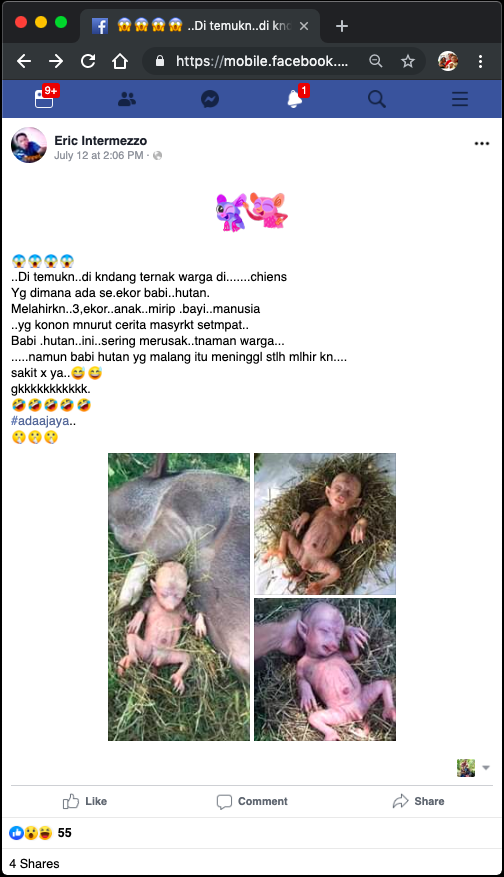 😱😱😱😱 ..Di temukn..di knd
https://mobile.facebook....
9+
1
Eric Intermezzo
July 12 at 2:06 PM ·
😱😱😱😱
..Di temukn..di kndang ternak warga di.......chiens
Yg dimana ada se.ekor babi..hutan.
Melahirkn..3,ekor..anak..mirip .bayi..manusia
..yg konon mnurut cerita masyrkt setmpat..
Babi .hutan..ini..sering merusak..tnaman warga...
.....namun babi hutan yg malang itu meninggl stlh mlhir kn....
sakit x ya..😅😅
gkkkkkkkkkkk.
🤣🤣🤣🤣🤣
#adaajaya..
🤫🤫🤫
Like
Comment
Share
55
4 Shares